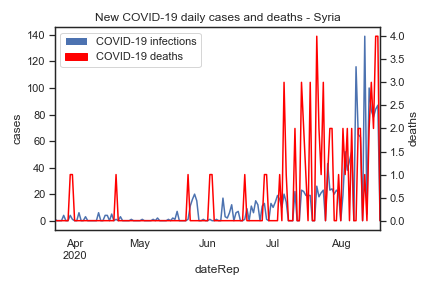 New COVID-19 daily cases and deaths - Syria
COVID-19 infections
COVID-19 deaths
cases
140
120
100
80
60
40
20
0
deaths
4.0
3.5
3.0
2.5
2.0
1.5
1.0
0.5
0.0
Apr
2020
May
Jun
Jul
Aug
dateRep